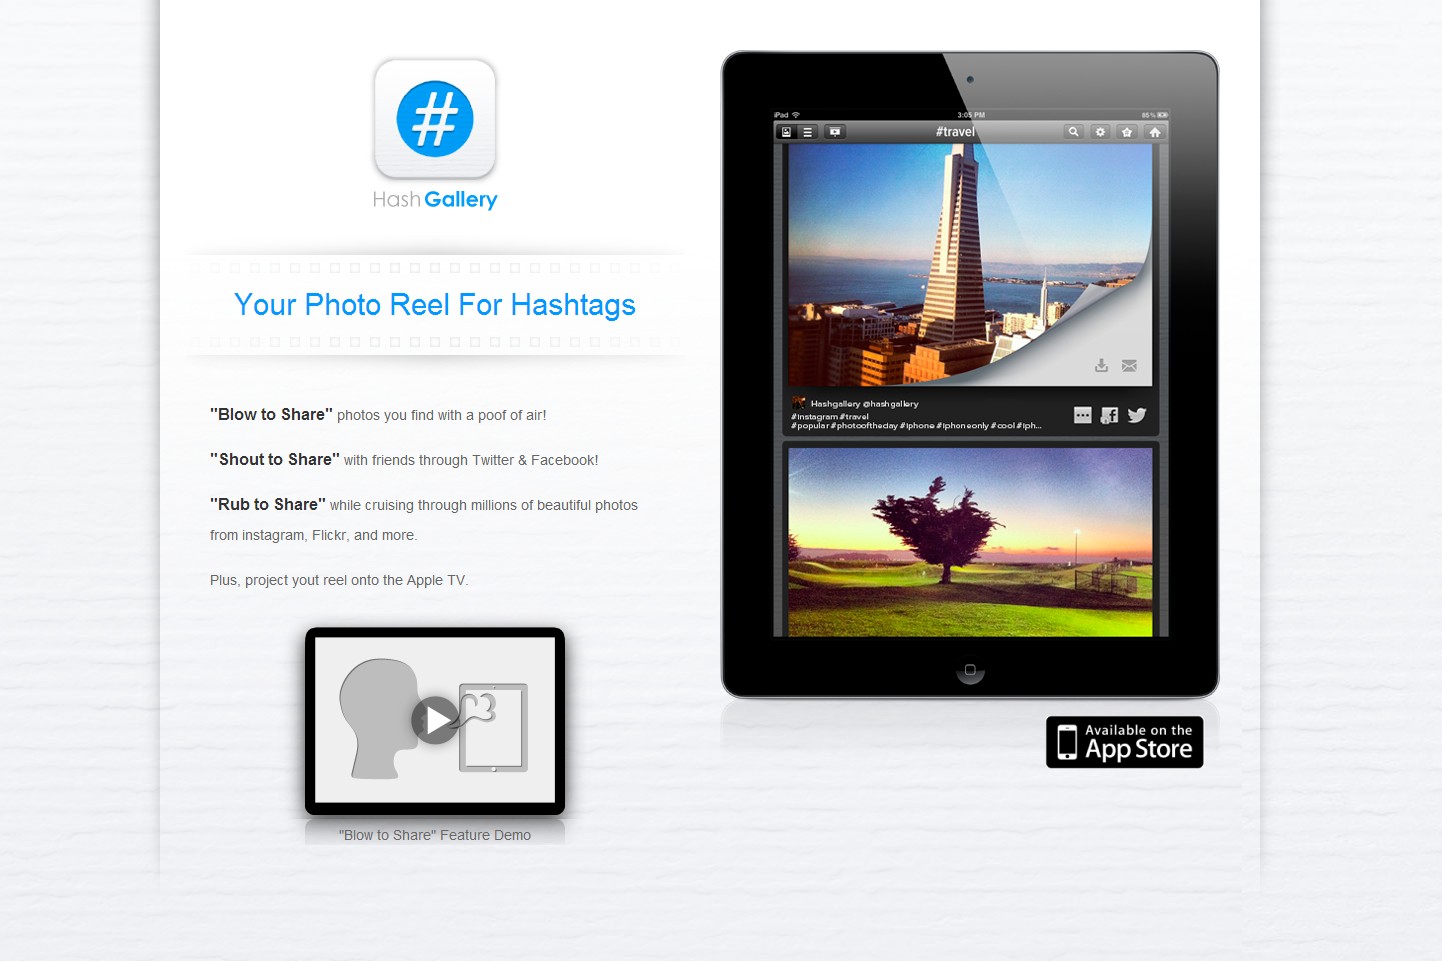 #
Hash Gallery
Your Photo Reel For Hashtags
"Blow to Share" photos you find with a poof of air!
"Shout to Share" with friends through Twitter & Facebook!
"Rub to Share" while cruising through millions of beautiful photos
from instagram, Flickr, and more.
Plus, project yout reel onto the Apple TV.
"Blow to Share" Feature Demo
iPad 3:05 PM 85%
#travel
Hashgallery @hashgallery
#instagram #travel
#popular #photooftheday #iphone #iphoneonly #cool #iph...
Available on the
App Store